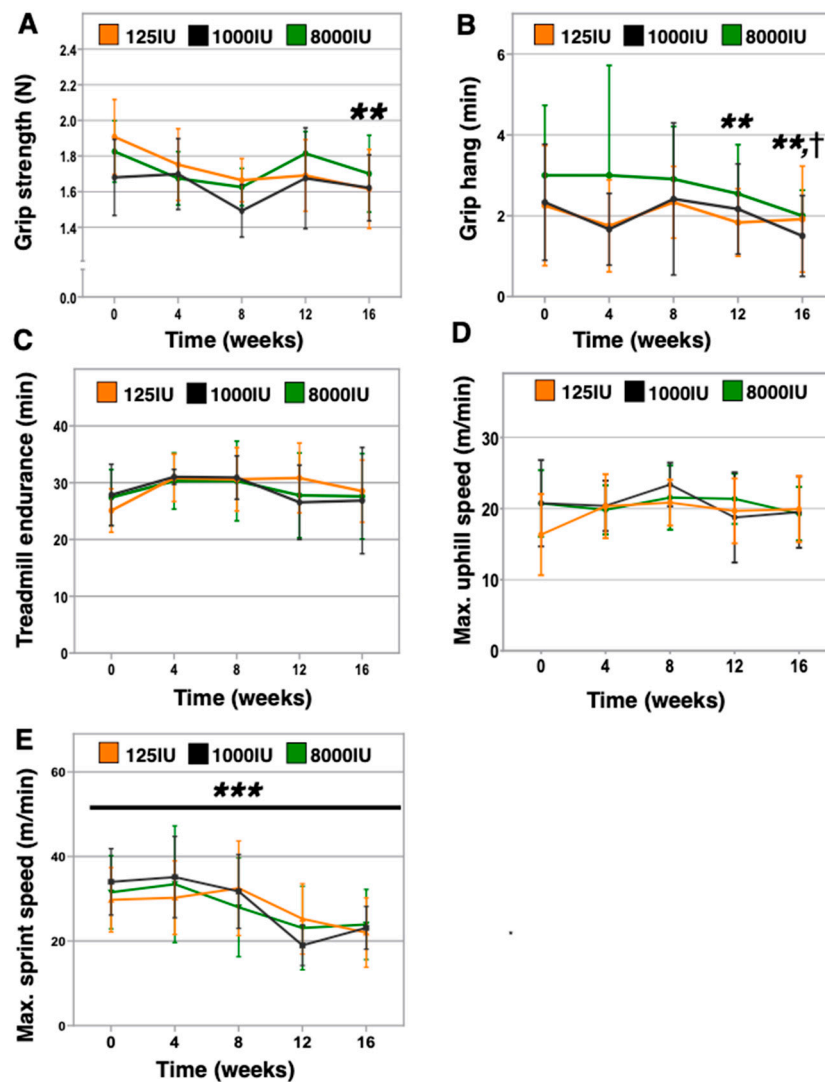 A
125IU 1000IU 8000IU
Grip strength (N)
2.4
2.2
2.0
1.8
1.6
1.4
0.0
**
0 4 8 12 16
Time (weeks)
B
125IU 1000IU 8000IU
Grip hang (min)
6
4
2
0
**
**,†
0 4 8 12 16
Time (weeks)
C
125IU 1000IU 8000IU
Treadmill endurance (min)
40
30
20
10
0
0 4 8 12 16
Time (weeks)
D
125IU 1000IU 8000IU
Max. uphill speed (m/min)
30
20
10
0
0 4 8 12 16
Time (weeks)
E
125IU 1000IU 8000IU
Max. sprint speed (m/min)
60
40
20
0
***
0 4 8 12 16
Time (weeks)